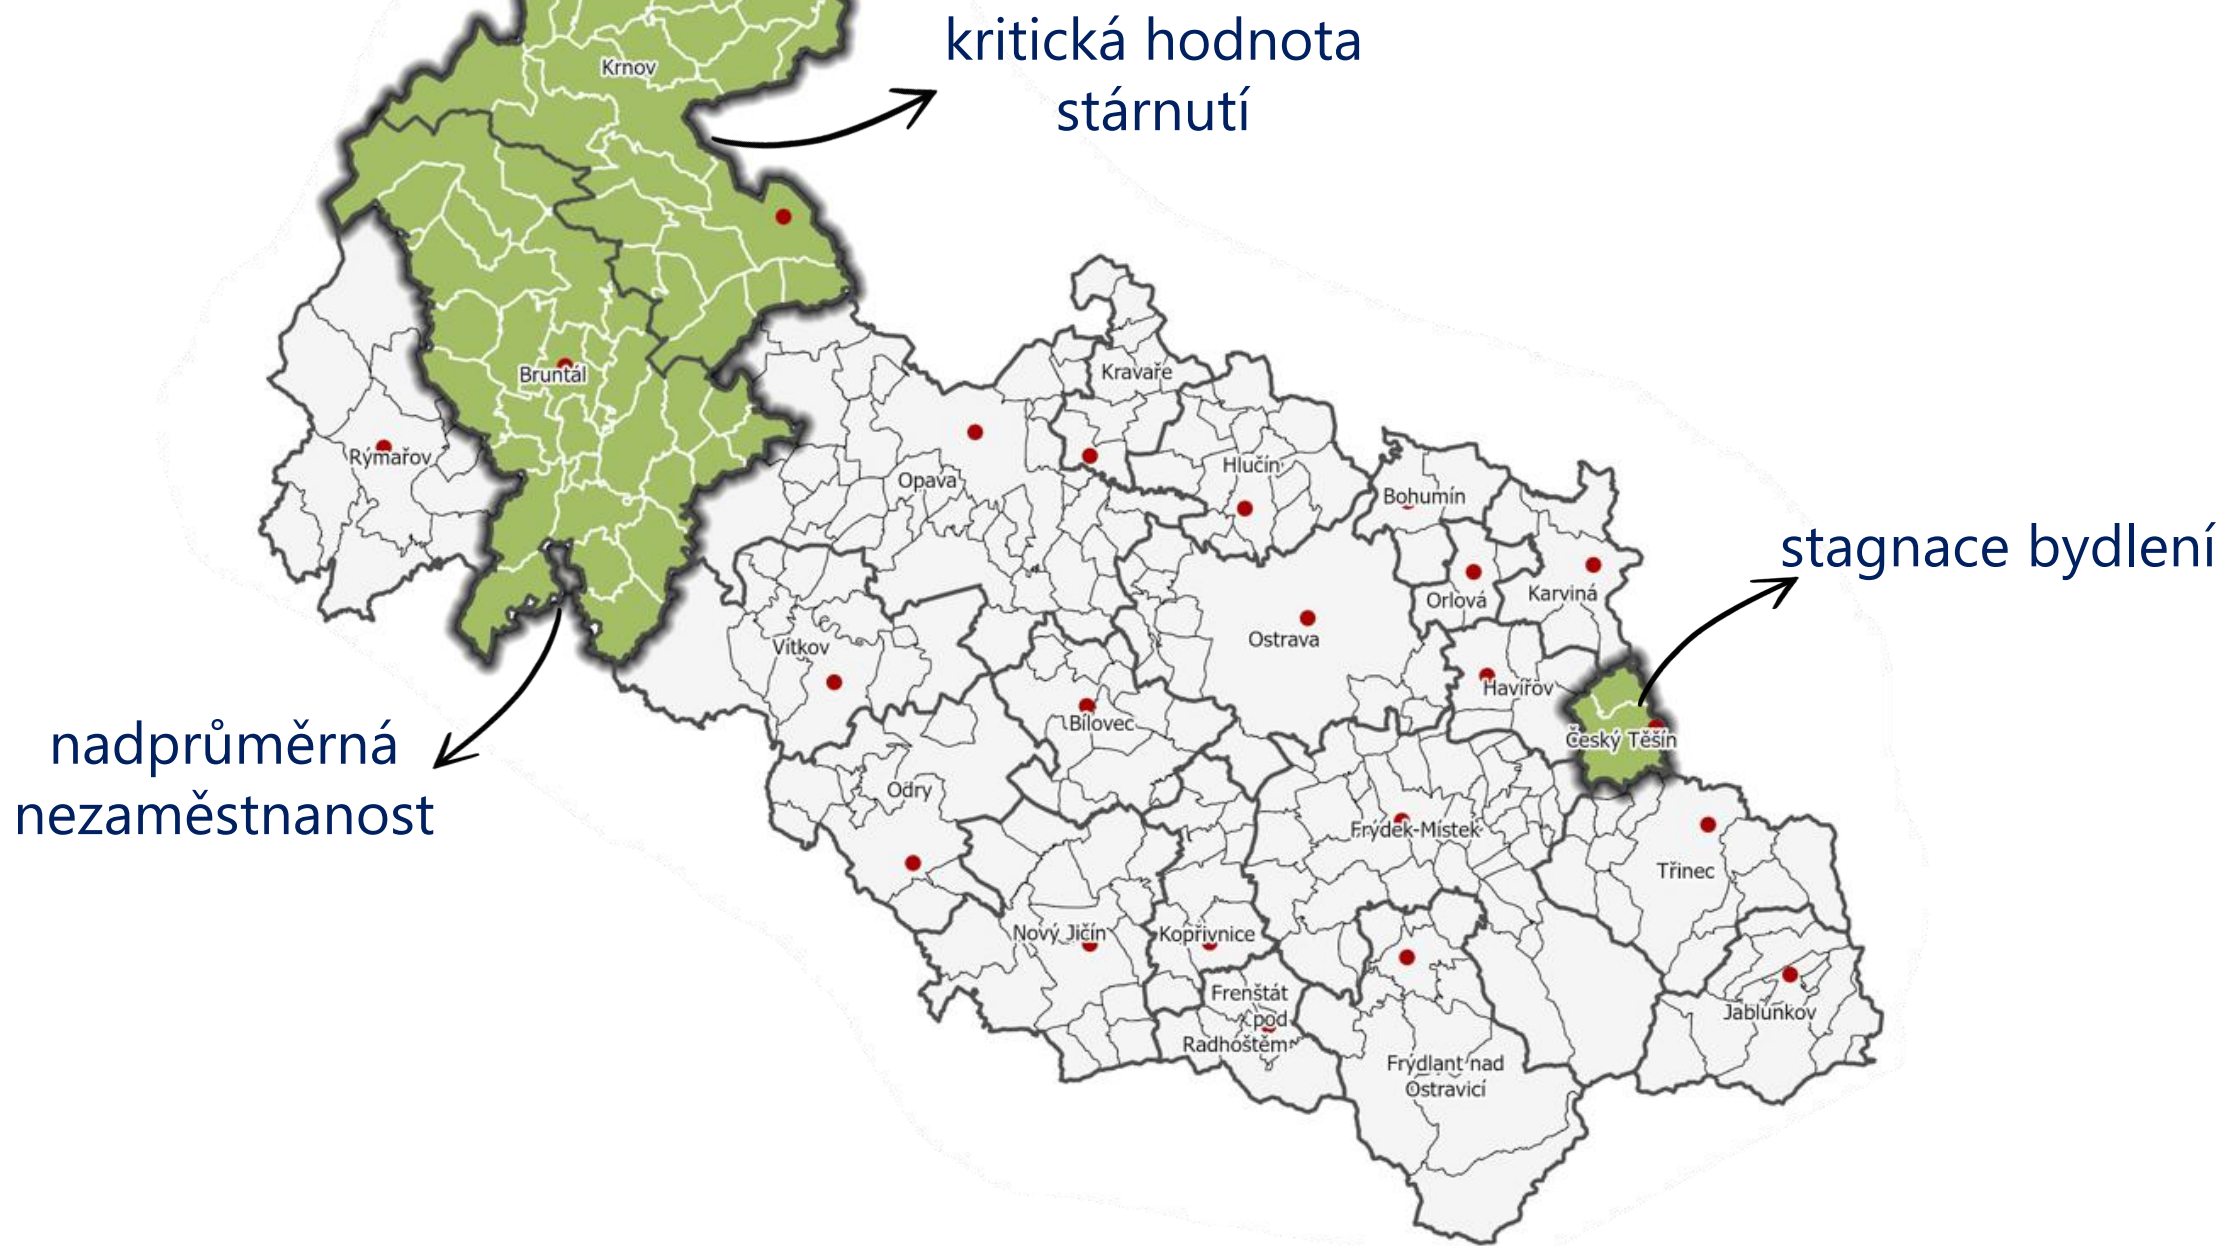 kritická hodnota
stárnutí
Krnov
Bruntál
Rýmařov
Kravaře
Opava
Hlučín
Bohumín
stagnace bydlení
Orlová
Karviná
Ostrava
Vítkov
Havířov
Bílovec
Český Těšín
nadprůměrná
nezaměstnanost
Odry
Frýdek-Místek
Třinec
Nový Jičín
Kopřivnice
Frenštát
pod
Radhoštěm
Jablunkov
Frýdlant nad
Ostravicí